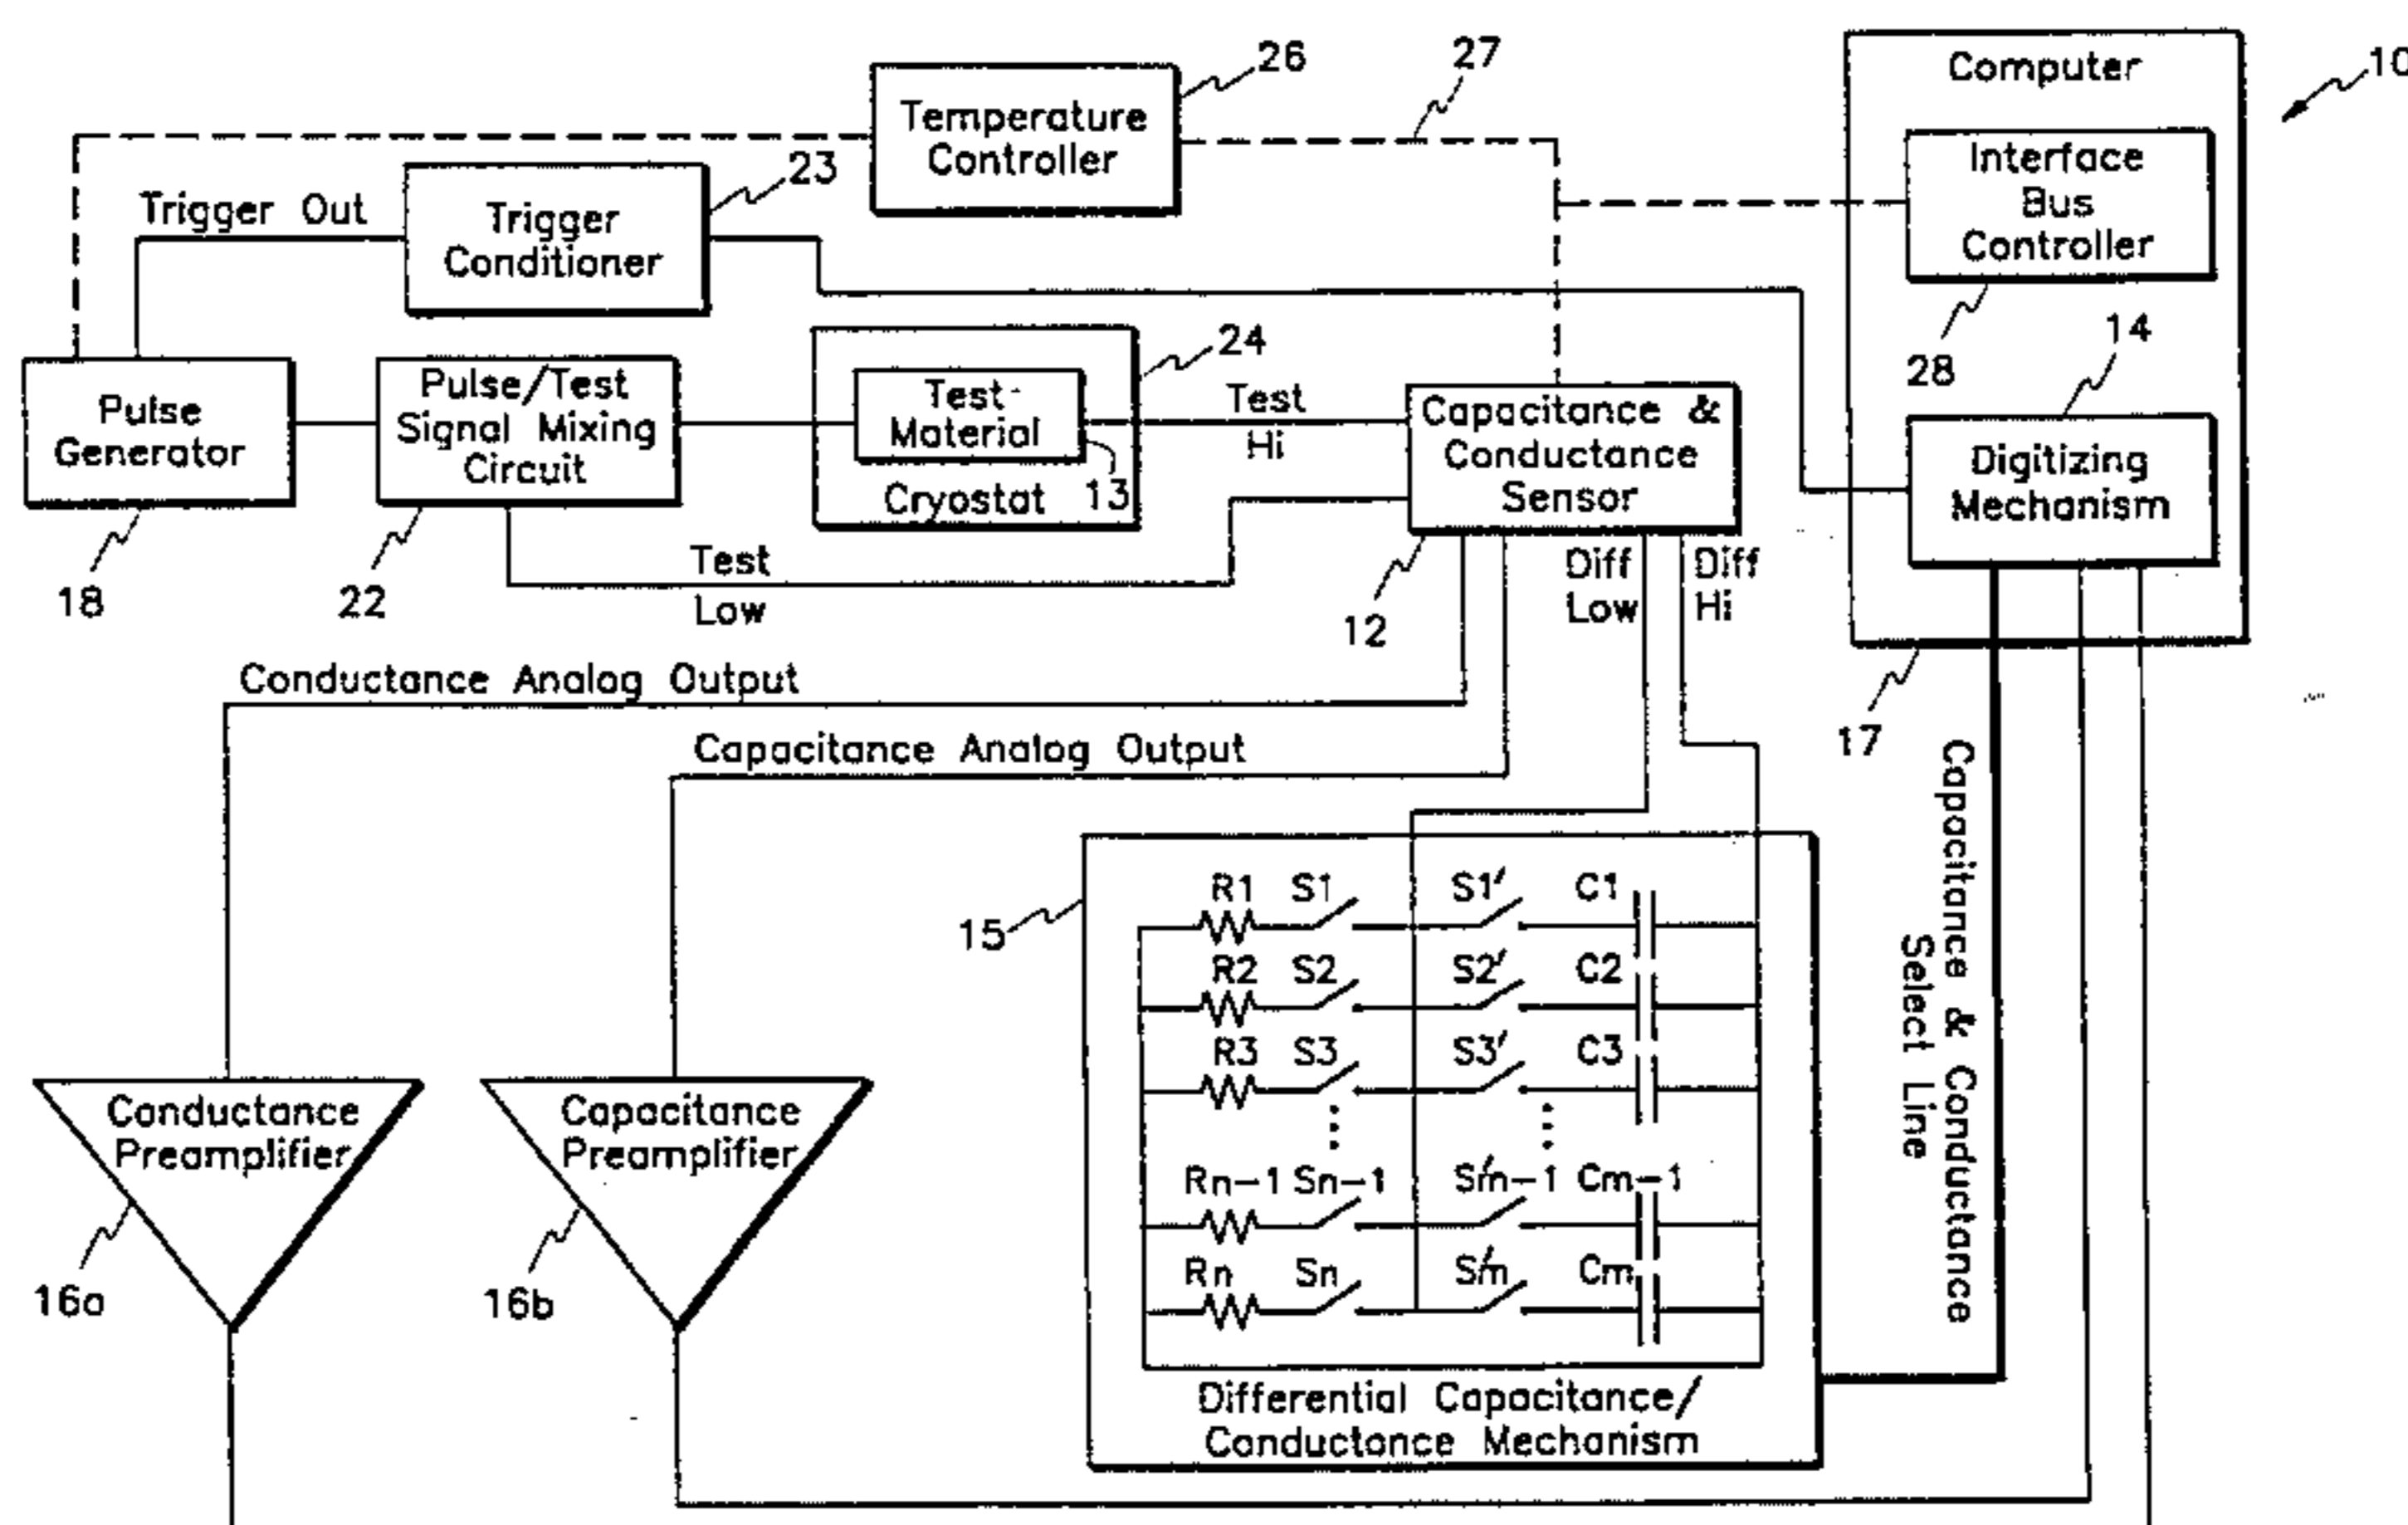 Computer
10
26
27
Temperature
Controller
23
Interface
Bus
Controller
Trigger Out
Trigger
Conditioner
28
14
24
Pulse
Generator
Pulse/Test
Signal Mixing
Circuit
Test
Material
13
Cryostat
Test
Hi
Capacitance &
Conductance
Sensor
Digitizing
Mechanism
18
22
Test
Low
12
Diff
Low
Diff
Hi
17
Conductance Analog Output
Capacitance Analog Output
Capacitance & Conductance
Select Line
15
R1 S1 S1' C1
R2 S2 S2' C2
R3 S3 S3' C3
Rn-1 Sn-1 S'm-1 Cm-1
Rn Sn S'm Cm
Conductance
Preamplifier
Capacitance
Preamplifier
16a
16b
Differential Capacitance/
Conductance Mechanism